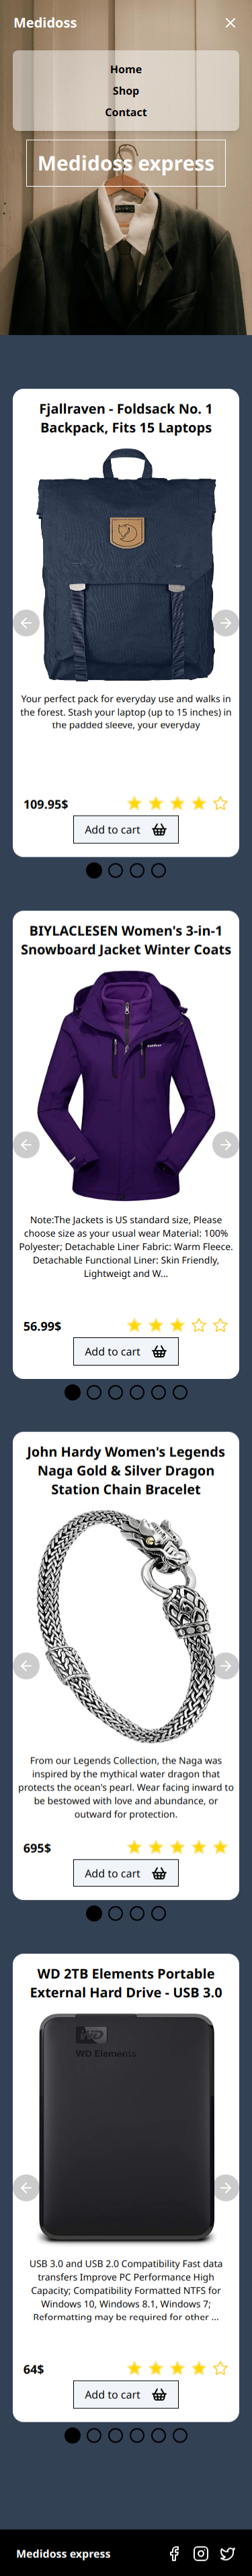 Medidoss
Home
Shop
Contact
Medidoss express
Fjallraven - Foldsack No. 1
Backpack, Fits 15 Laptops
Your perfect pack for everyday use and walks in
the forest. Stash your laptop (up to 15 inches) in
the padded sleeve, your everyday
109.95$
Add to cart
BIYLACLESEN Women's 3-in-1
Snowboard Jacket Winter Coats
Note:The Jackets is US standard size, Please
choose size as your usual wear Material: 100%
Polyester; Detachable Liner Fabric: Warm Fleece.
Detachable Functional Liner: Skin Friendly,
Lightweigt and W...
56.99$
Add to cart
John Hardy Women's Legends
Naga Gold & Silver Dragon
Station Chain Bracelet
From our Legends Collection, the Naga was
inspired by the mythical water dragon that
protects the ocean's pearl. Wear facing inward to
be bestowed with love and abundance, or
outward for protection.
695$
Add to cart
WD 2TB Elements Portable
External Hard Drive - USB 3.0
WD
WD Elements
USB 3.0 and USB 2.0 Compatibility Fast data
transfers Improve PC Performance High
Capacity; Compatibility Formatted NTFS for
Windows 10, Windows 8.1, Windows 7;
Reformatting may be required for other ...
64$
Add to cart
Medidoss express